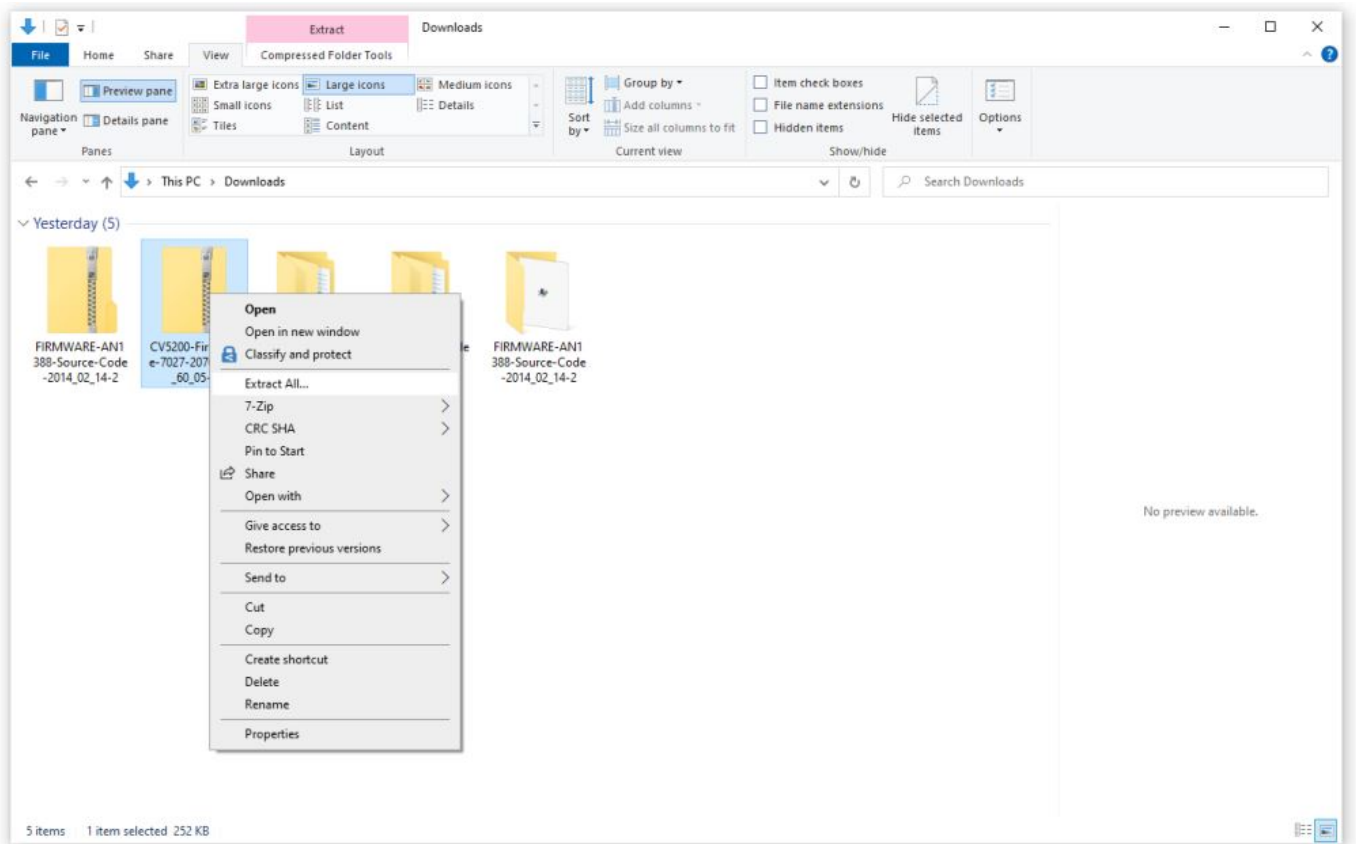 Extract
Downloads
File
Home
Share
View
Compressed Folder Tools
Navigation
pane
Preview pane
Details pane
Panes
Extra large icons
Large icons
Medium icons
Small icons
List
Details
Tiles
Content
Layout
Sort
by
Group by
Add columns
Size all columns to fit
Current view
Item check boxes
File name extensions
Hidden items
Hide selected
items
Show/hide
Options
This PC > Downloads
Search Downloads
Yesterday (5)
FIRMWARE-AN1
388-Source-Code
-2014_02_14-2
CV5200-Fir
e-7027-207
_60_05-
FIRMWARE-AN1
388-Source-Code
-2014_02_14-2
Open
Open in new window
Classify and protect
Extract All...
7-Zip
CRC SHA
Pin to Start
Share
Open with
Give access to
Restore previous versions
Send to
Cut
Copy
Create shortcut
Delete
Rename
Properties
No preview available.
5 items
1 item selected 252 KB